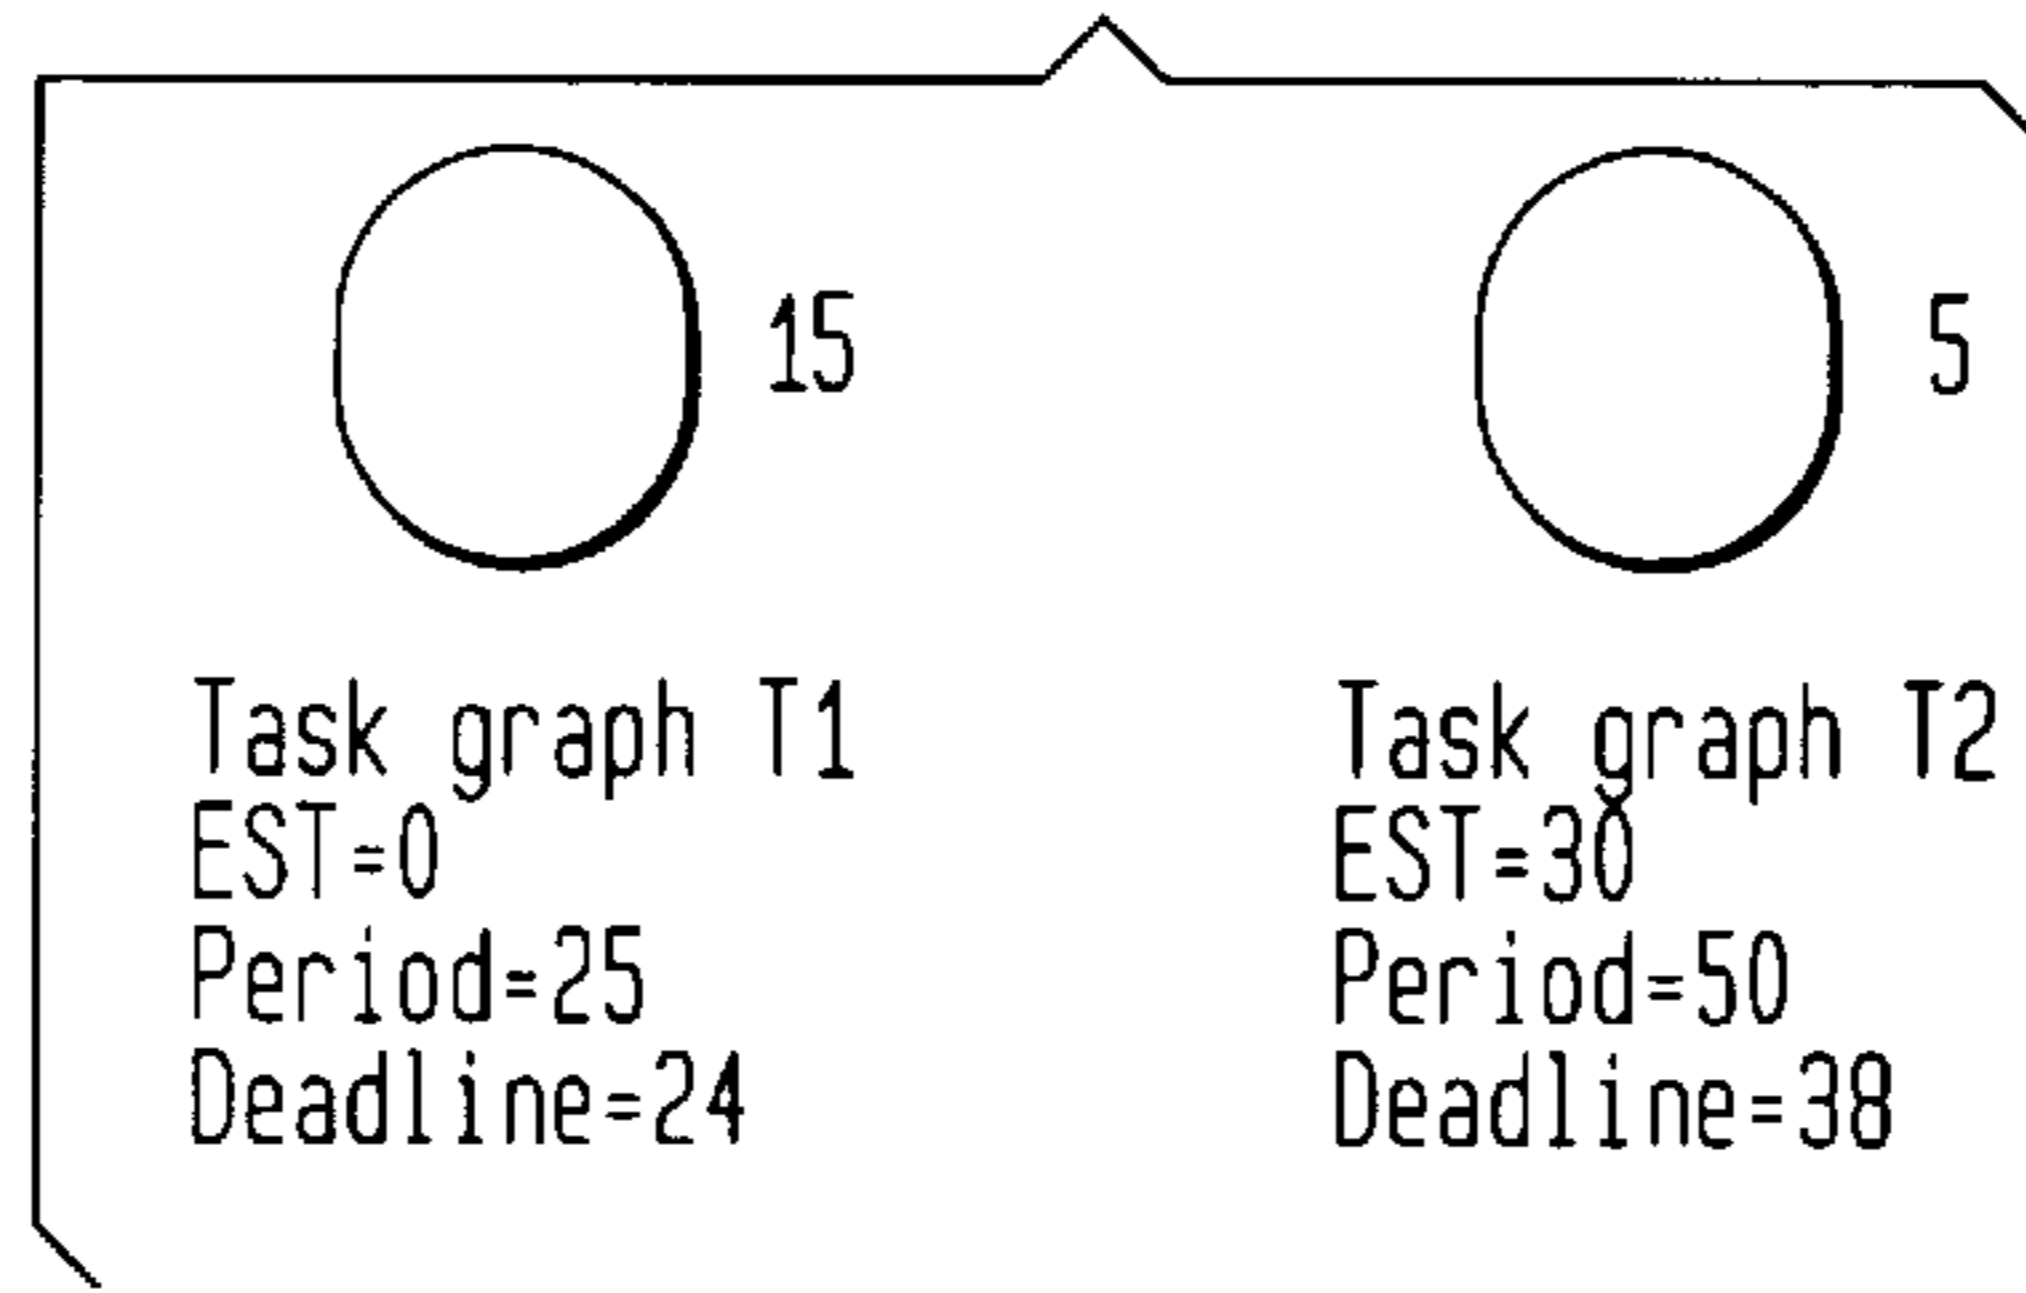 15
Task graph T1
EST=0
Period=25
Deadline=24
5
Task graph T2
EST=30
Period=50
Deadline=38